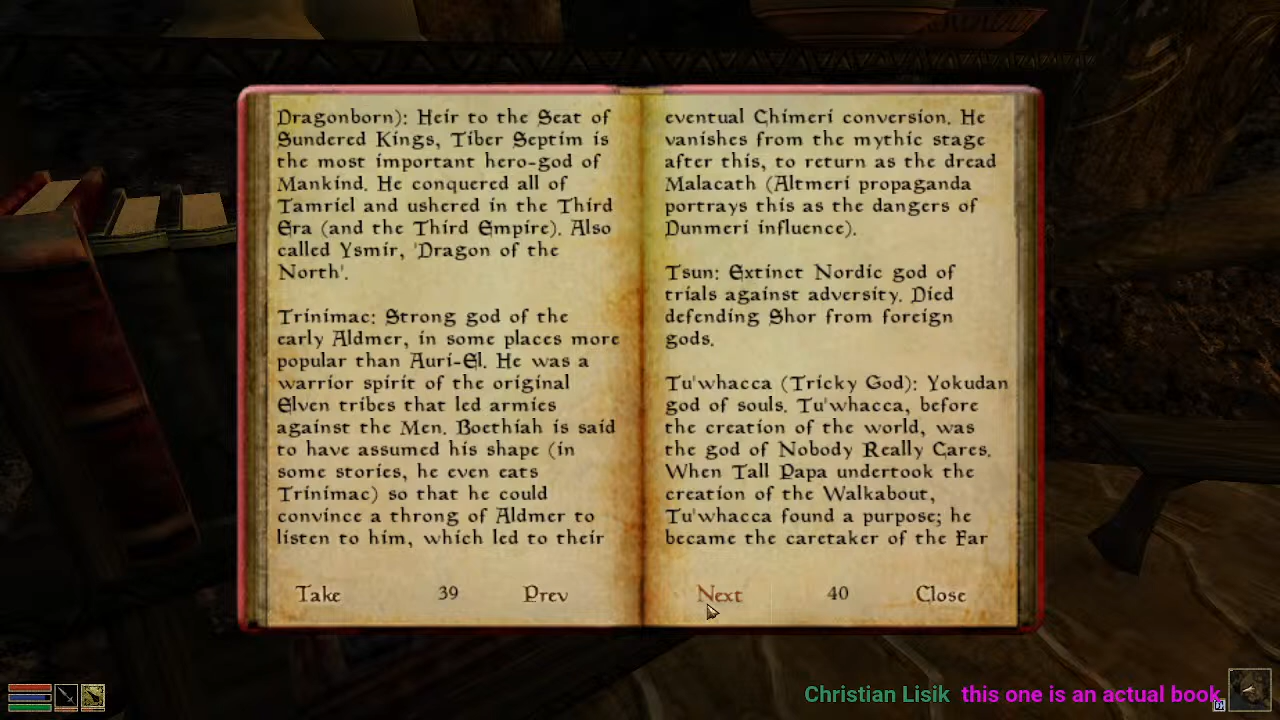 Dragonborn): Heir to the Seat of
Sundered Kings, Tiber Septim is
the most important hero-god of
Mankind. He conquered all of
Tamriel and ushered in the Third
Era (and the Third Empire). Also
called Ysmir, 'Dragon of the
North'.
Trinimac: Strong god of the
early Aldmer, in some places more
popular than Auri-El. He was a
warrior spirit of the original
Elven tribes that led armies
against the Men. Boethiah is said
to have assumed his shape (in
some stories, he even eats
Trinimac) so that he could
convince a throng of Aldmer to
listen to him, which led to their
Take 39 Prev
eventual Chimeri conversion. He
vanishes from the mythic stage
after this, to return as the dread
Malacath (Altmeri propaganda
portrays this as the dangers of
Dunmeri influence).
Tsun: Extinct Nordic god of
trials against adversity. Died
defending Shor from foreign
gods.
Tu'whacca (Tricky God): Yokudan
god of souls. Tu'whacca, before
the creation of the world, was
the god of Nobody Really Cares.
When Tall Papa undertook the
creation of the Walkabout,
Tu'whacca found a purpose; he
became the caretaker of the Far
Next 40 Close
Christian Lisik this one is an actual book.